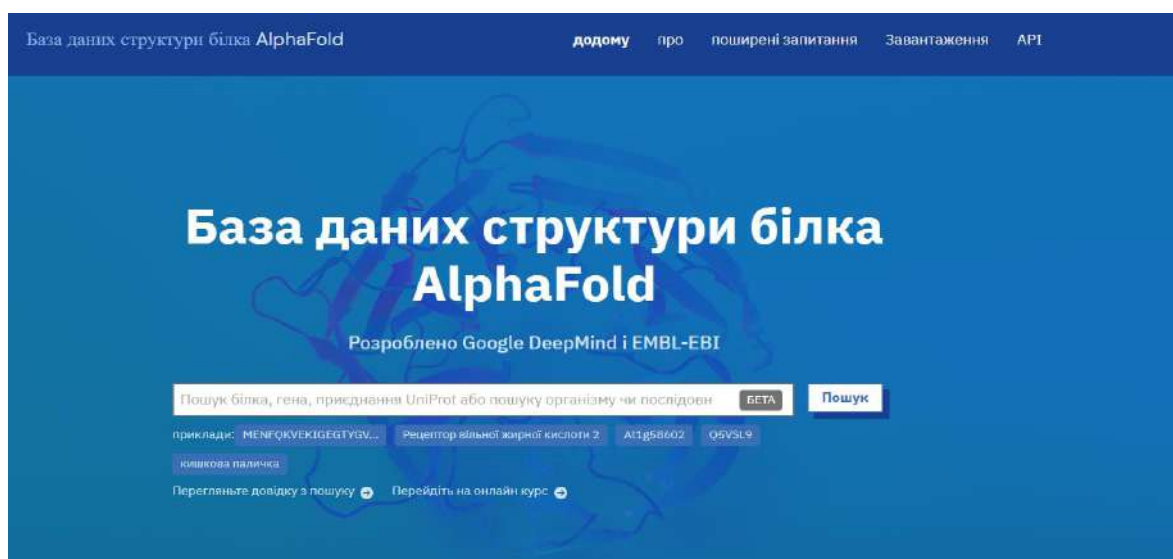 База даних структури білка AlphaFold
додому про поширені запитання Завантаження API
База даних структури білка
AlphaFold
Розроблено Google DeepMind і EMBL-EBI
Пошук білка, гена, приєднання UniProt або пошуку організму чи послідовн БЕТА Пошук
приклади: MENFQKVEKIGEGTYGV... Рецептор вільної жирної кислоти 2 At1g58602 Q5VSL9
кишкова паличка
Перегляньте довідку з пошуку Перейдіть на онлайн курс